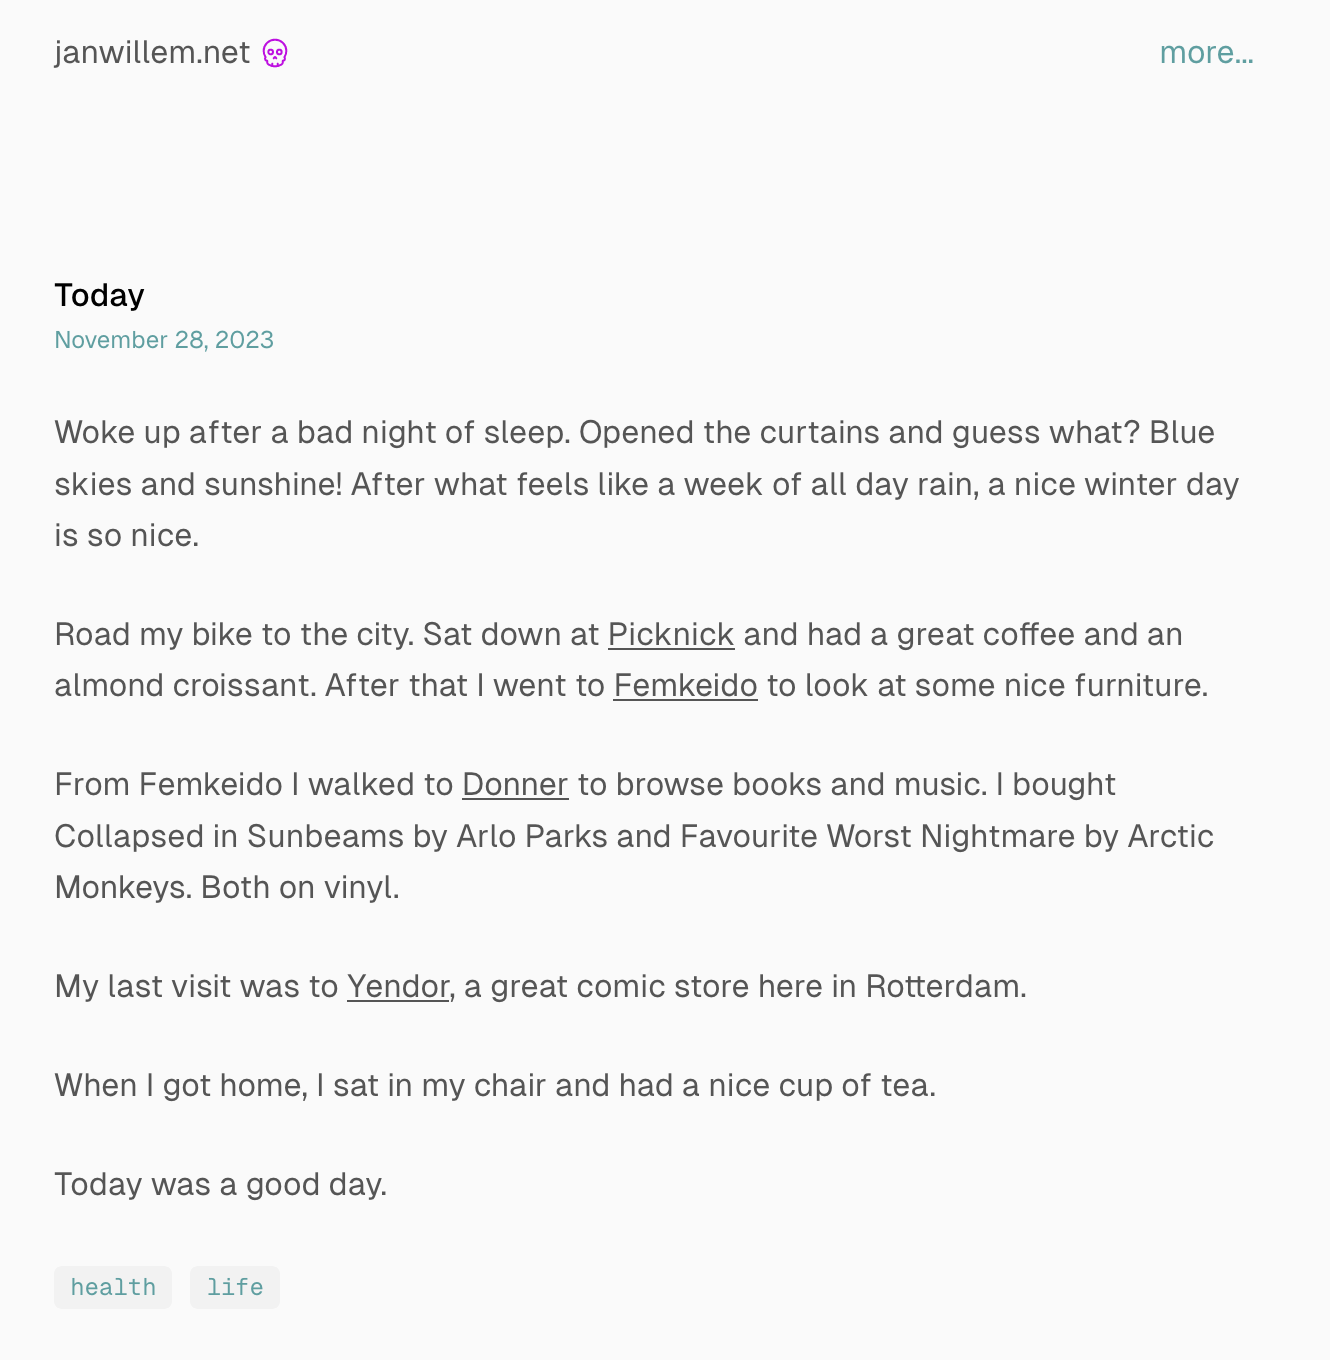 janwillem.net
more...
Today
November 28, 2023
Woke up after a bad night of sleep. Opened the curtains and guess what? Blue
skies and sunshine! After what feels like a week of all day rain, a nice winter day
is so nice.
Road my bike to the city. Sat down at Picknick and had a great coffee and an
almond croissant. After that I went to Femkeido to look at some nice furniture.
From Femkeido I walked to Donner to browse books and music. I bought
Collapsed in Sunbeams by Arlo Parks and Favourite Worst Nightmare by Arctic
Monkeys. Both on vinyl.
My last visit was to Yendor, a great comic store here in Rotterdam.
When I got home, I sat in my chair and had a nice cup of tea.
Today was a good day.
health life